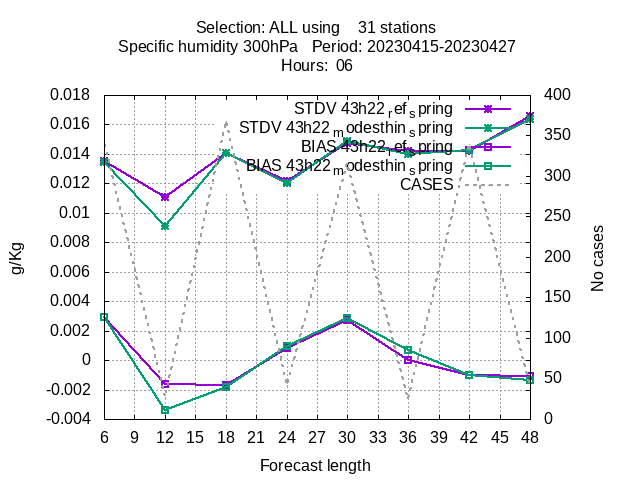 Selection: ALL using    31 stations
Specific humidity 300hPa   Period: 20230415-20230427
Hours:  06
0.018
0.016
0.014
0.012
0.01
0.008
0.006
0.004
0.002
0
-0.002
-0.004
g/Kg
STDV 43h22_ref_spring
STDV 43h22_modesthin_spring
BIAS 43h22_ref_spring
BIAS 43h22_modesthin_spring
CASES
400
350
300
250
200
150
100
50
0
No cases
6 9 12 15 18 21 24 27 30 33 36 39 42 45 48
Forecast length